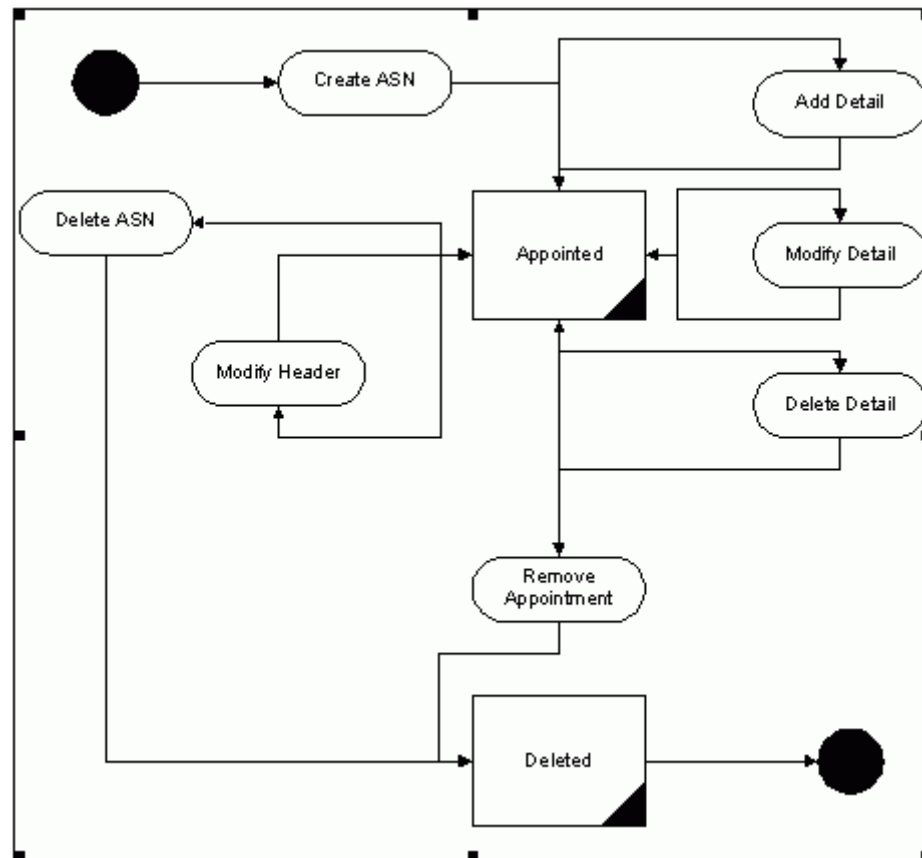 Create ASN
Add Detail
Delete ASN
Appointed
Modify Detail
Modify Header
Delete Detail
Remove
Appointment
Deleted